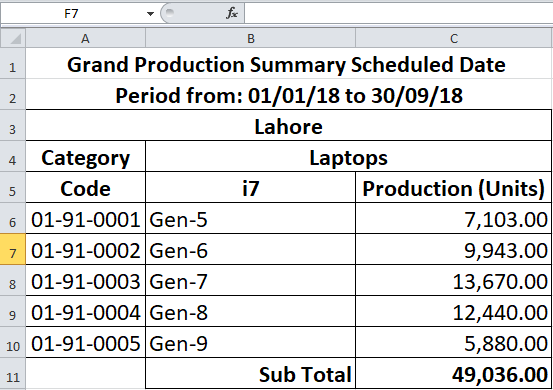 F7 fx
A B C
1 Grand Production Summary Scheduled Date
2 Period from: 01/01/18 to 30/09/18
3 Lahore
4 Category Laptops
5 Code i7 Production (Units)
6 01-91-0001 Gen-5 7,103.00
7 01-91-0002 Gen-6 9,943.00
8 01-91-0003 Gen-7 13,670.00
9 01-91-0004 Gen-8 12,440.00
10 01-91-0005 Gen-9 5,880.00
11 Sub Total 49,036.00